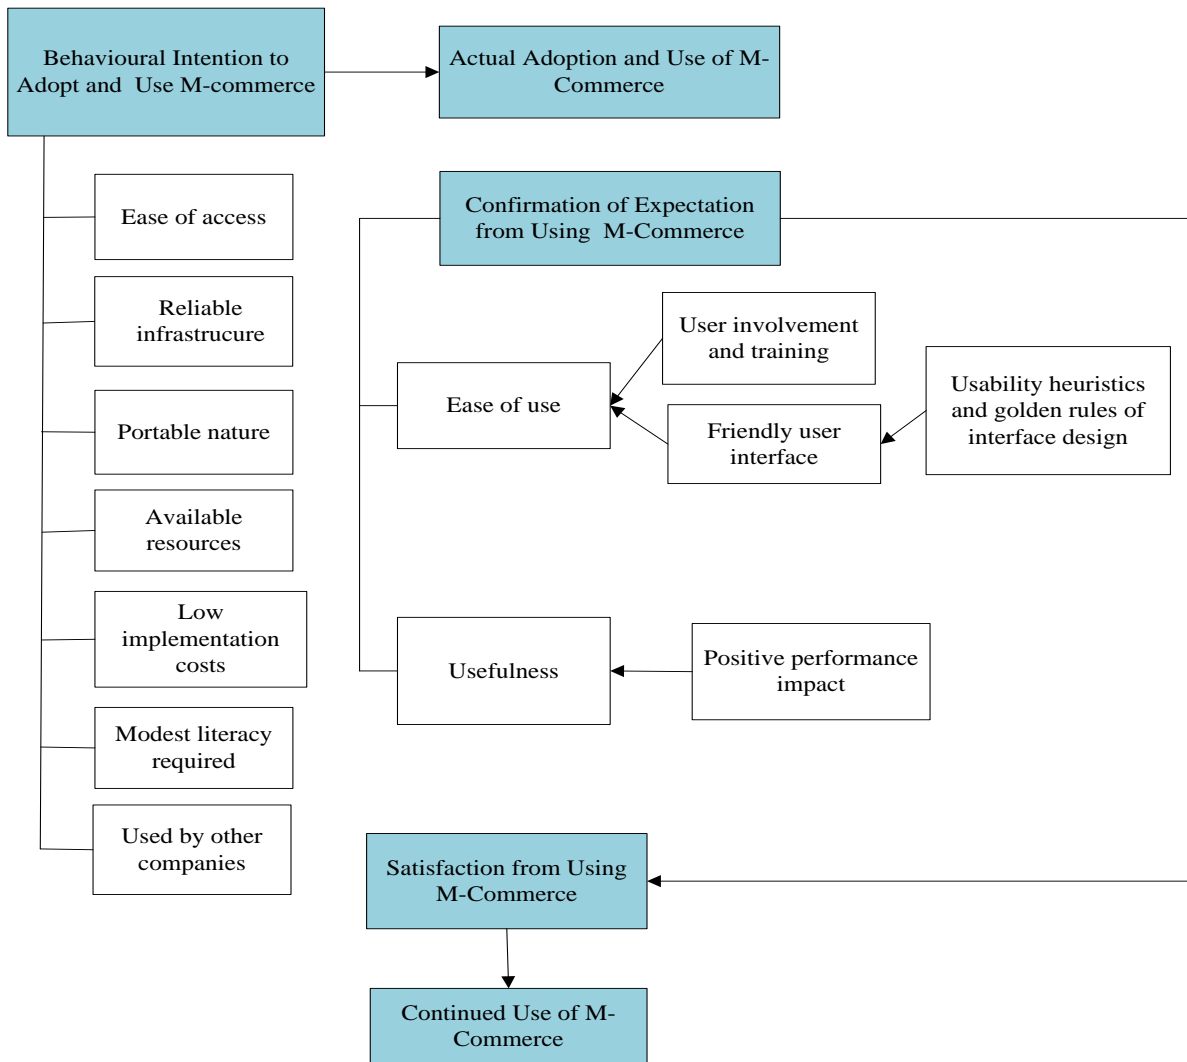 Behavioural Intention to
Adopt and Use M-commerce
Actual Adoption and Use of M-
Commerce
Ease of access
Reliable
infrastrucure
Portable nature
Available
resources
Low
implementation
costs
Modest literacy
required
Used by other
companies
Confirmation of Expectation
from Using M-Commerce
Ease of use
User involvement
and training
Friendly user
interface
Usability heuristics
and golden rules of
interface design
Usefulness
Positive performance
impact
Satisfaction from Using
M-Commerce
Continued Use of M-
Commerce